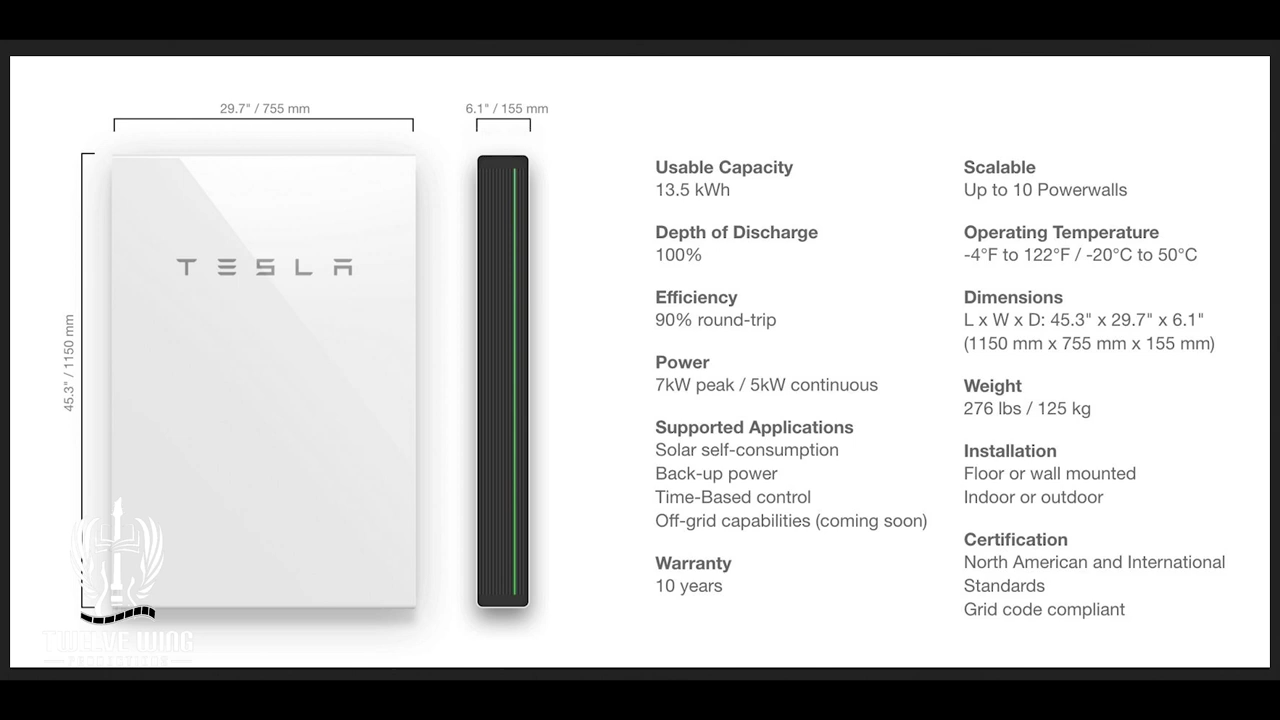 29.7" / 755 mm
6.1" / 155 mm
45.3" / 1150 mm
TESLA
Usable Capacity
13.5 kWh
Depth of Discharge
100%
Efficiency
90% round-trip
Power
7kW peak / 5kW continuous
Supported Applications
Solar self-consumption
Back-up power
Time-Based control
Off-grid capabilities (coming soon)
Warranty
10 years
Scalable
Up to 10 Powerwalls
Operating Temperature
-4°F to 122°F / -20°C to 50°C
Dimensions
L x W x D: 45.3" x 29.7" x 6.1"
(1150 mm x 755 mm x 155 mm)
Weight
276 lbs / 125 kg
Installation
Floor or wall mounted
Indoor or outdoor
Certification
North American and International
Standards
Grid code compliant
TWELVE WING
PRODUCTIONS